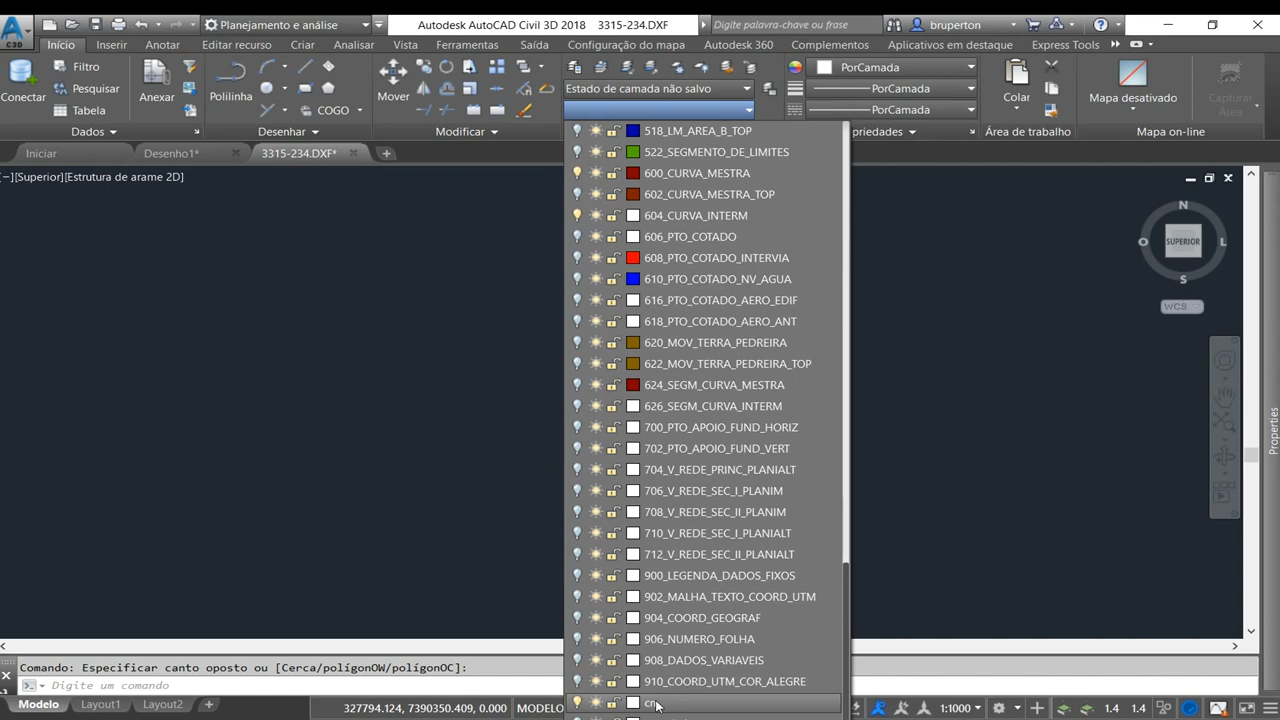 C3D
Planejamento e análise
Autodesk AutoCAD Civil 3D 2018 3315-234.DXF
Digite palavra-chave ou frase
bruperton
Início Inserir Anotar Editar recurso Criar Analisar Vista Ferramentas Saída Configuração do mapa Autodesk 360 Complementos Aplicativos em destaque Express Tools
Conectar
Filtro
Pesquisar
Tabela
Dados
Anexar
Polilinha
COGO
Desenhar
Mover
Modificar
Estado de camada não salvo
PorCamada
PorCamada
PorCamada
priedades
Colar
Área de trabalho
Mapa desativado
Capturar
Área
Mapa on-line
Iniciar Desenho1* 3315-234.DXF*
[−][Superior][Estrutura de arame 2D]
518_LM_AREA_B_TOP
522_SEGMENTO_DE_LIMITES
600_CURVA_MESTRA
602_CURVA_MESTRA_TOP
604_CURVA_INTERM
606_PTO_COTADO
608_PTO_COTADO_INTERVIA
610_PTO_COTADO_NV_AGUA
616_PTO_COTADO_AERO_EDIF
618_PTO_COTADO_AERO_ANT
620_MOV_TERRA_PEDREIRA
622_MOV_TERRA_PEDREIRA_TOP
624_SEGM_CURVA_MESTRA
626_SEGM_CURVA_INTERM
700_PTO_APOIO_FUND_HORIZ
702_PTO_APOIO_FUND_VERT
704_V_REDE_PRINC_PLANIALT
706_V_REDE_SEC_I_PLANIM
708_V_REDE_SEC_II_PLANIM
710_V_REDE_SEC_I_PLANIALT
712_V_REDE_SEC_II_PLANIALT
900_LEGENDA_DADOS_FIXOS
902_MALHA_TEXTO_COORD_UTM
904_COORD_GEOGRAF
906_NUMERO_FOLHA
908_DADOS_VARIAVEIS
910_COORD_UTM_COR_ALEGRE
N
O SUPERIOR L
S
WCS
Properties
Comando: Especificar canto oposto ou [Cerca/polígonOW/polígonOC]:
Digite um comando
Modelo Layout1 Layout2
327794.124, 7390350.409, 0.000 MODELO
1:1000
1.4 1.4